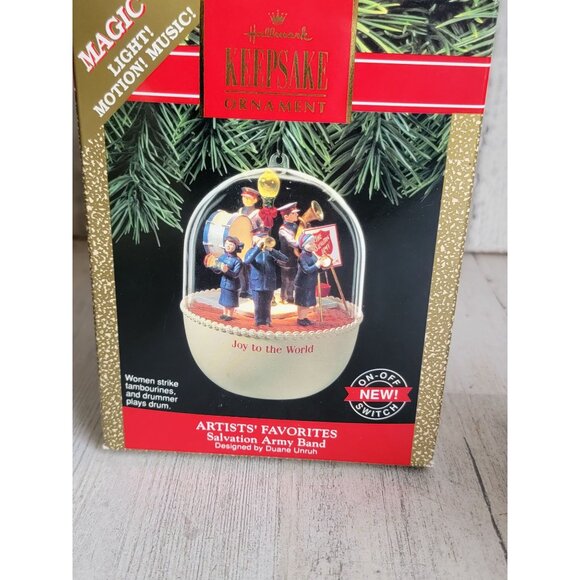 MAGIC
LIGHT!
MOTION! MUSIC!
Hallmark
KEEPSAKE
ORNAMENT
Joy to the World
Women strike
tambourines,
and drummer
plays drum.
ON-OFF
NEW!
SWITCH
ARTISTS' FAVORITES
Salvation Army Band
Designed by Duane Unruh